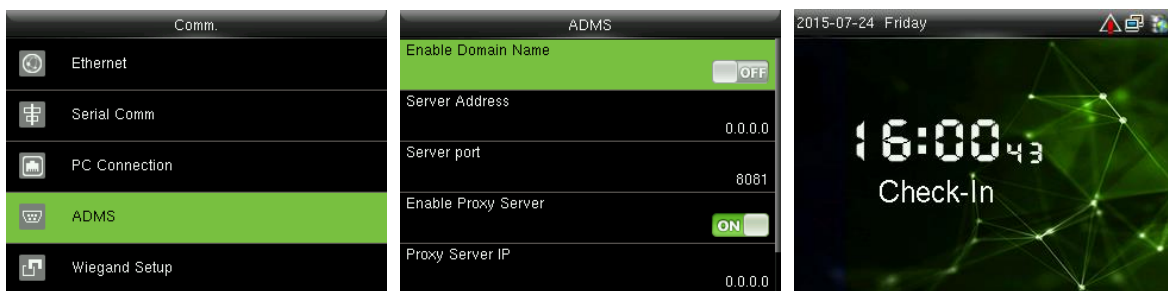 Comm.
Ethernet
Serial Comm
PC Connection
ADMS
Wiegand Setup
ADMS
Enable Domain Name
OFF
Server Address
0.0.0.0
Server port
8081
Enable Proxy Server
ON
Proxy Server IP
0.0.0.0
2015-07-24 Friday
16:00 43
Check-In